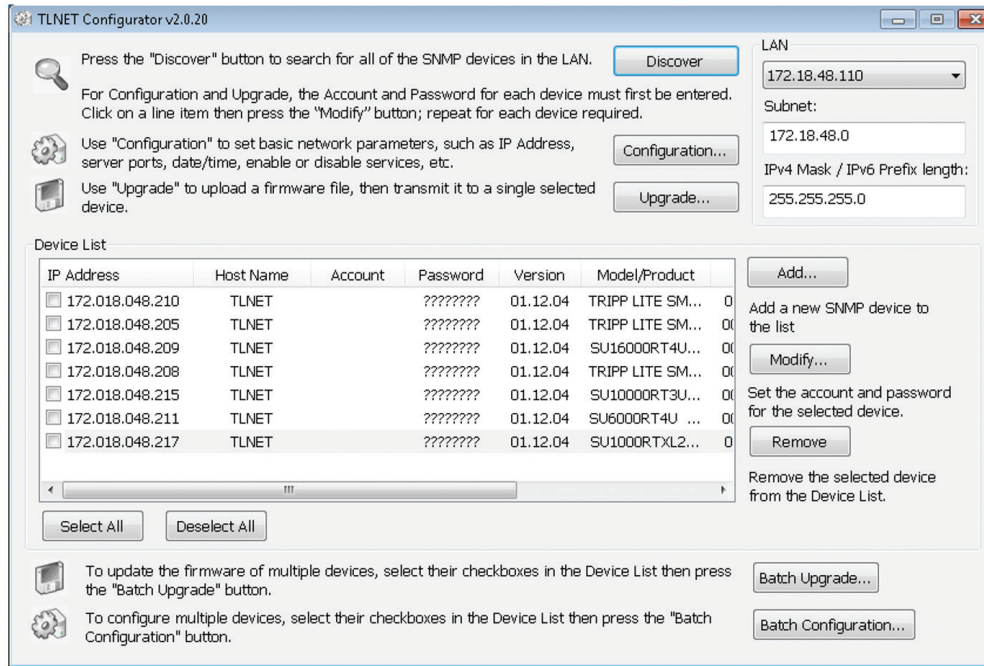 TLNET Configurator v2.0.20
Press the "Discover" button to search for all of the SNMP devices in the LAN.
Discover
For Configuration and Upgrade, the Account and Password for each device must first be entered.
Click on a line item then press the "Modify" button; repeat for each device required.
Use "Configuration" to set basic network parameters, such as IP Address,
server ports, date/time, enable or disable services, etc.
Configuration...
Use "Upgrade" to upload a firmware file, then transmit it to a single selected
device.
Upgrade...
LAN
172.18.48.110
Subnet:
172.18.48.0
IPv4 Mask / IPv6 Prefix length:
255.255.255.0
Device List
IP Address Host Name Account Password Version Model/Product
172.018.048.210 TLNET ???????? 01.12.04 TRIPP LITE SM... 0
172.018.048.205 TLNET ???????? 01.12.04 TRIPP LITE SM... 00
172.018.048.209 TLNET ???????? 01.12.04 SU16000RT4U... 00
172.018.048.208 TLNET ???????? 01.12.04 TRIPP LITE SM... 00
172.018.048.215 TLNET ???????? 01.12.04 SU10000RT3U... 00
172.018.048.211 TLNET ???????? 01.12.04 SU6000RT4U ... 00
172.018.048.217 TLNET ???????? 01.12.04 SU1000RTXL2... 0
Add...
Add a new SNMP device to
the list
Modify...
Set the account and password
for the selected device.
Remove
Remove the selected device
from the Device List.
Select All
Deselect All
To update the firmware of multiple devices, select their checkboxes in the Device List then press
the "Batch Upgrade" button.
Batch Upgrade...
To configure multiple devices, select their checkboxes in the Device List then press the "Batch
Configuration" button.
Batch Configuration...